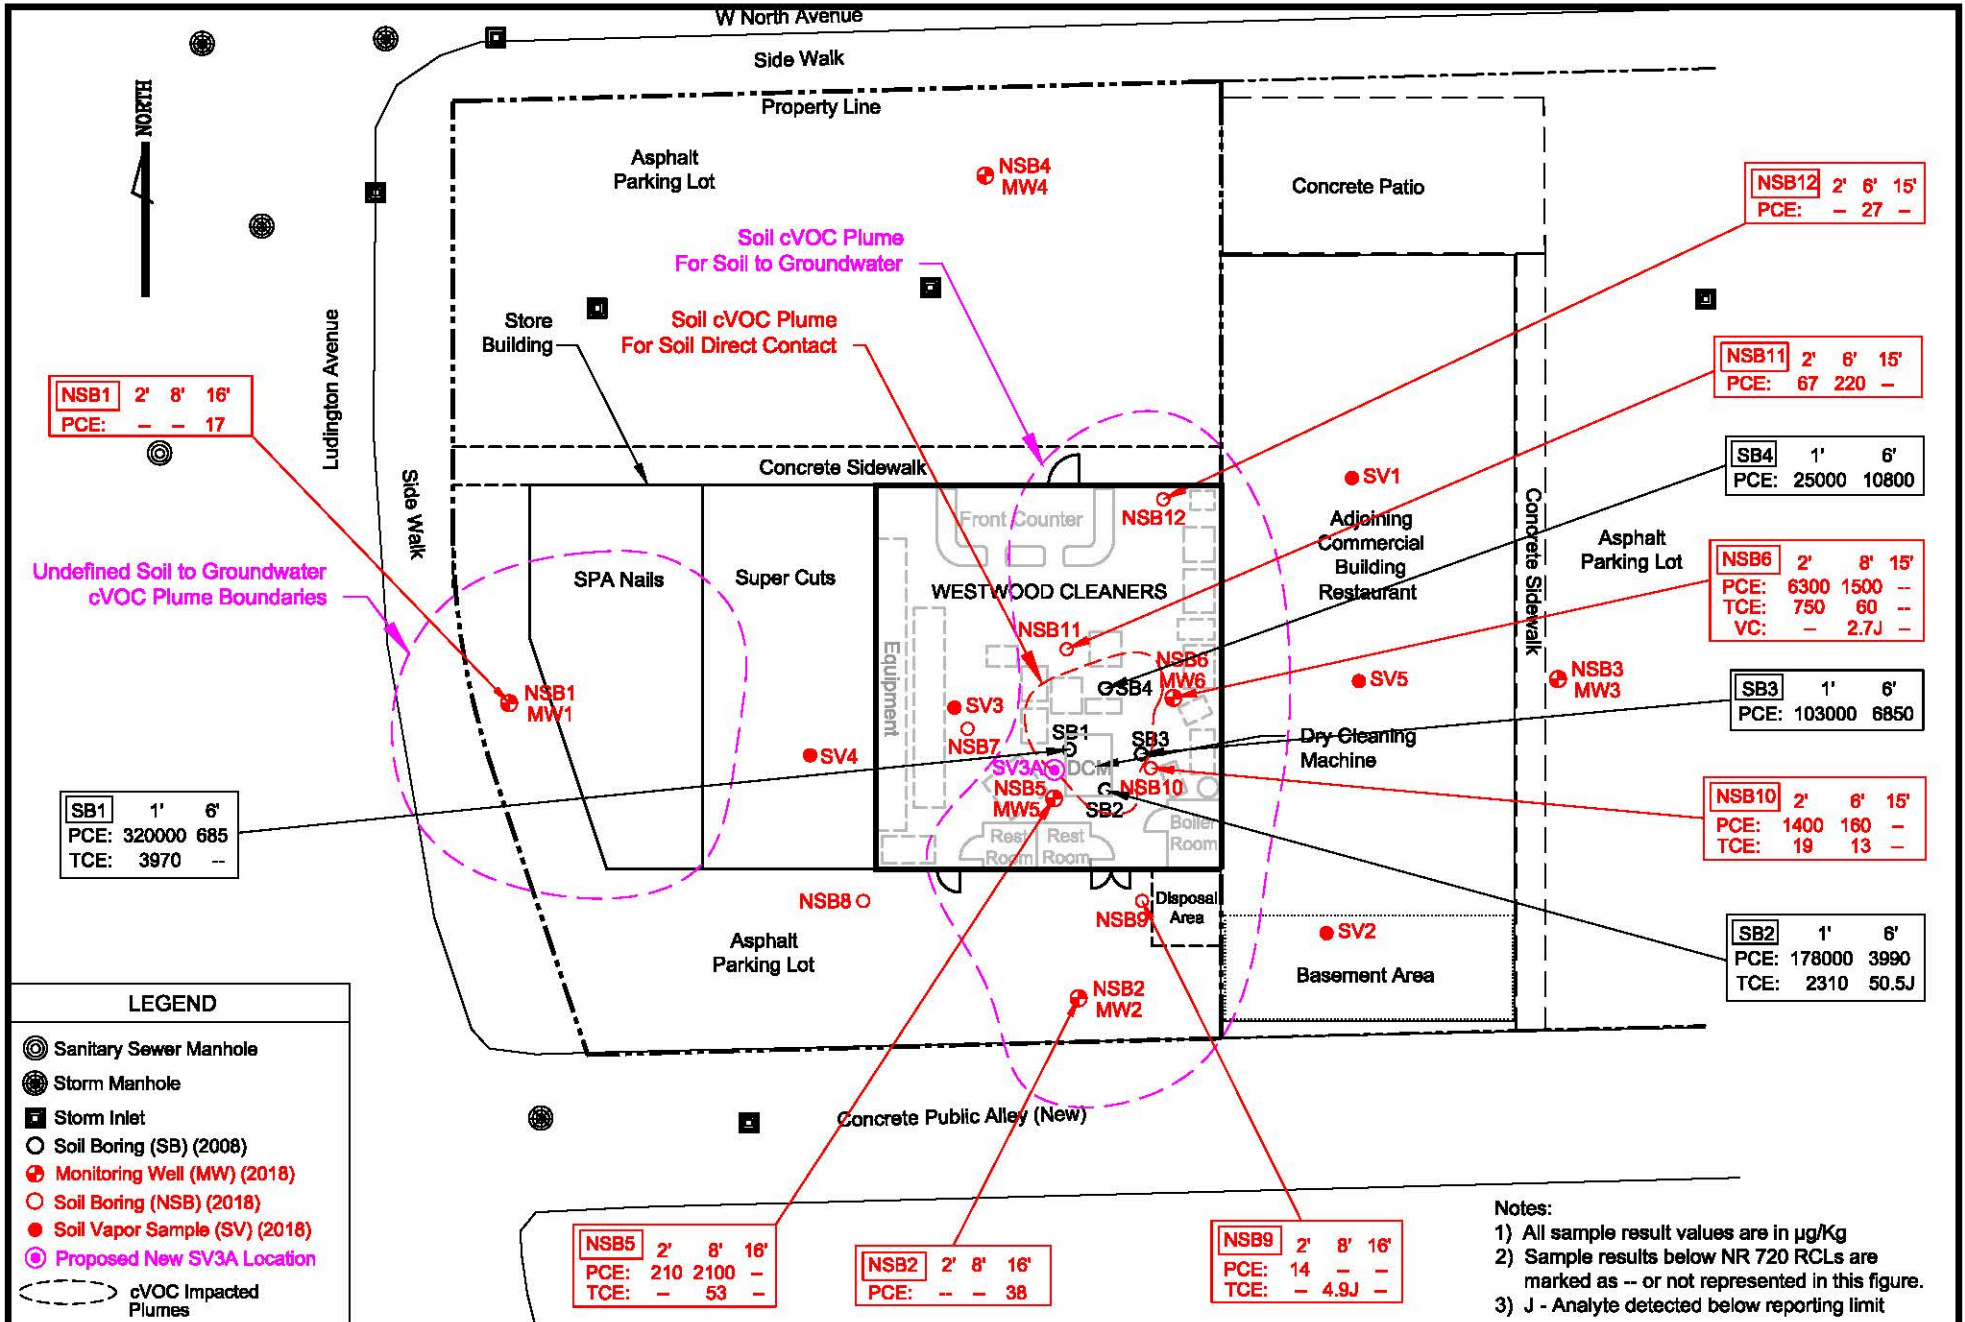 W North Avenue
Side Walk
Property Line
NORTH
Asphalt
Parking Lot
NSB4
MW4
Concrete Patio
NSB12 2' 6' 15'
PCE: – 27 –
Soil cVOC Plume
For Soil to Groundwater
Soil cVOC Plume
For Soil Direct Contact
Store
Building
Ludington Avenue
Side Walk
NSB11 2' 6' 15'
PCE: 67 220 –
NSB1 2' 8' 16'
PCE: – – 17
SB4 1' 6'
PCE: 25000 10800
Concrete Sidewalk
SV1
Front Counter
NSB12
Adjoining
Commercial
Building
Restaurant
Concrete Sidewalk
Asphalt
Parking Lot
NSB6 2' 8' 15'
PCE: 6300 1500 --
TCE: 750 60 --
VC: – 2.7J --
Undefined Soil to Groundwater
cVOC Plume Boundaries
SPA Nails
Super Cuts
WESTWOOD CLEANERS
NSB11
Equipment
NSB6
MW6
SB4
SV5
NSB3
MW3
SB3 1' 6'
PCE: 103000 6850
NSB1
MW1
SV3
NSB7
SV4
SB1
SB3
Dry Cleaning
Machine
SV3A
DCM
NSB5
MW5
NSB10
SB2
NSB10 2' 6' 15'
PCE: 1400 160 –
TCE: 19 13 –
SB1 1' 6'
PCE: 320000 685
TCE: 3970 --
Rest
Room
Rest
Room
Boiler
Room
NSB8
NSB9
Disposal
Area
SV2
Basement Area
SB2 1' 6'
PCE: 178000 3990
TCE: 2310 50.5J
Asphalt
Parking Lot
NSB2
MW2
Concrete Public Alley (New)
LEGEND
Sanitary Sewer Manhole
Storm Manhole
Storm Inlet
Soil Boring (SB) (2008)
Monitoring Well (MW) (2018)
Soil Boring (NSB) (2018)
Soil Vapor Sample (SV) (2018)
Proposed New SV3A Location
cVOC Impacted
Plumes
NSB5 2' 8' 16'
PCE: 210 2100 –
TCE: – 53 –
NSB2 2' 8' 16'
PCE: -- – 38
NSB9 2' 8' 16'
PCE: 14 – –
TCE: – 4.9J –
Notes:
1) All sample result values are in µg/Kg
2) Sample results below NR 720 RCLs are
marked as -- or not represented in this figure.
3) J - Analyte detected below reporting limit